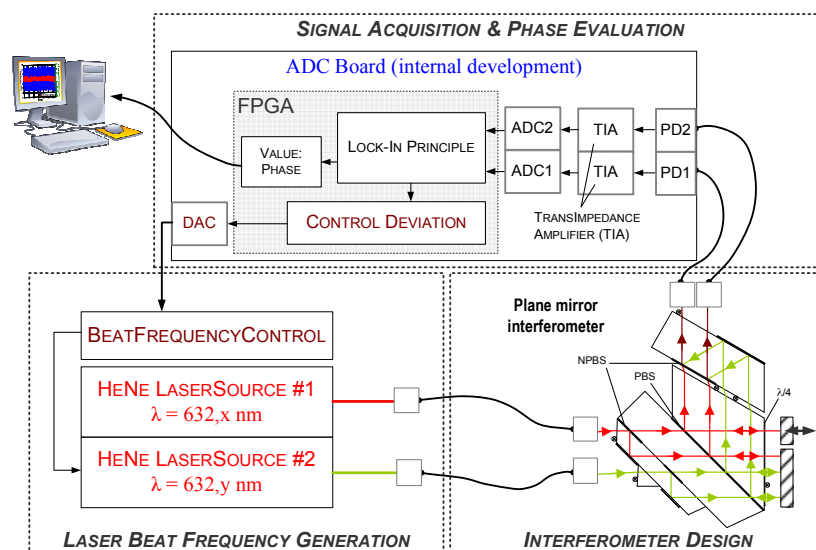 SIGNAL ACQUISITION & PHASE EVALUATION
ADC Board (internal development)
FPGA
VALUE:
PHASE
LOCK-IN PRINCIPLE
ADC2
TIA
PD2
ADC1
TIA
PD1
TRANSIMPEDANCE
AMPLIFIER (TIA)
DAC
CONTROL DEVIATION
BEATFREQUENCYCONTROL
HENE LASERSOURCE #1
λ = 632,x nm
HENE LASERSOURCE #2
λ = 632,y nm
LASER BEAT FREQUENCY GENERATION
Plane mirror
interferometer
NPBS
PBS
λ/4
INTERFEROMETER DESIGN